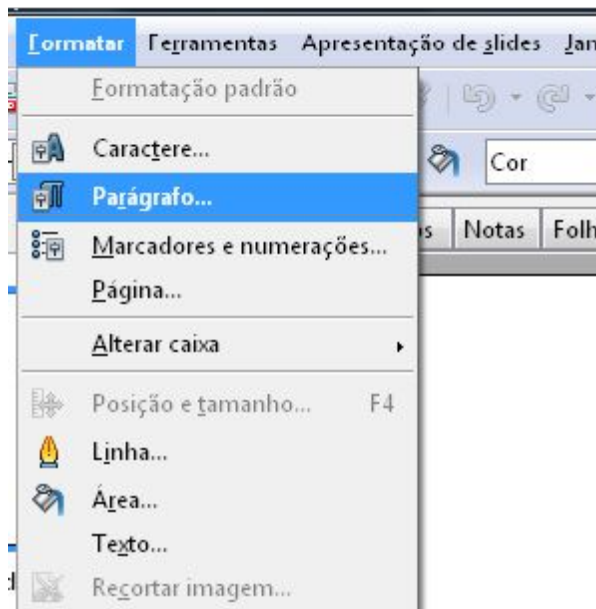 Formatar Ferramentas Apresentação de slides Jan
Formatação padrão
Caractere...
Cor
Parágrafo...
s Notas Folh
Marcadores e numerações...
Página...
Alterar caixa
Posição e tamanho... F4
Linha...
Área...
Texto...
Recortar imagem...